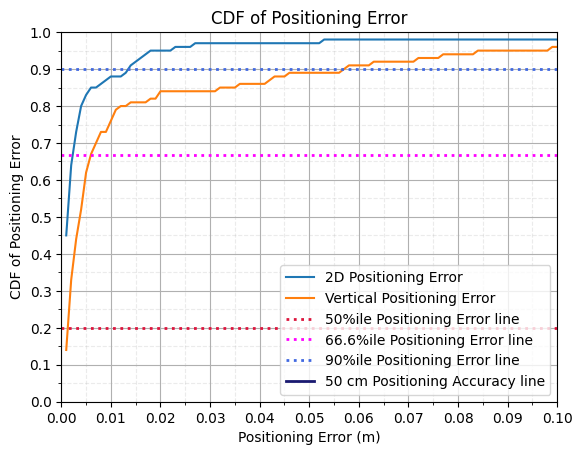 CDF of Positioning Error
CDF of Positioning Error
1.0
0.9
0.8
0.7
0.6
0.5
0.4
0.3
0.2
0.1
0.0
2D Positioning Error
Vertical Positioning Error
50%ile Positioning Error line
66.6%ile Positioning Error line
90%ile Positioning Error line
50 cm Positioning Accuracy line
0.00 0.01 0.02 0.03 0.04 0.05 0.06 0.07 0.08 0.09 0.10
Positioning Error (m)